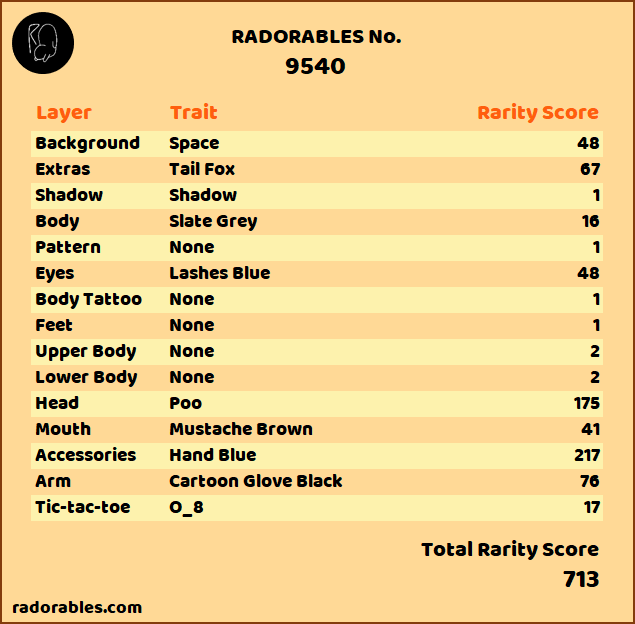 RADORABLES No.
9540
Layer Trait Rarity Score
Background Space 48
Extras Tail Fox 67
Shadow Shadow 1
Body Slate Grey 16
Pattern None 1
Eyes Lashes Blue 48
Body Tattoo None 1
Feet None 1
Upper Body None 2
Lower Body None 2
Head Poo 175
Mouth Mustache Brown 41
Accessories Hand Blue 217
Arm Cartoon Glove Black 76
Tic-tac-toe O_8 17
Total Rarity Score
713
radorables.com